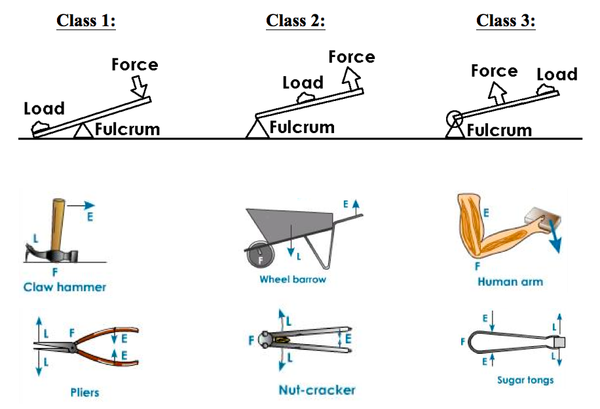 Class 1: Class 2: Class 3:
Force Force
Load Force Load
Load
Fulcrum Fulcrum Fulcrum
E E E
L L
F F F
Claw hammer Wheel barrow Human arm
L F E L E E L
F F
L E L E L
Pliers Nut-cracker Sugar tongs